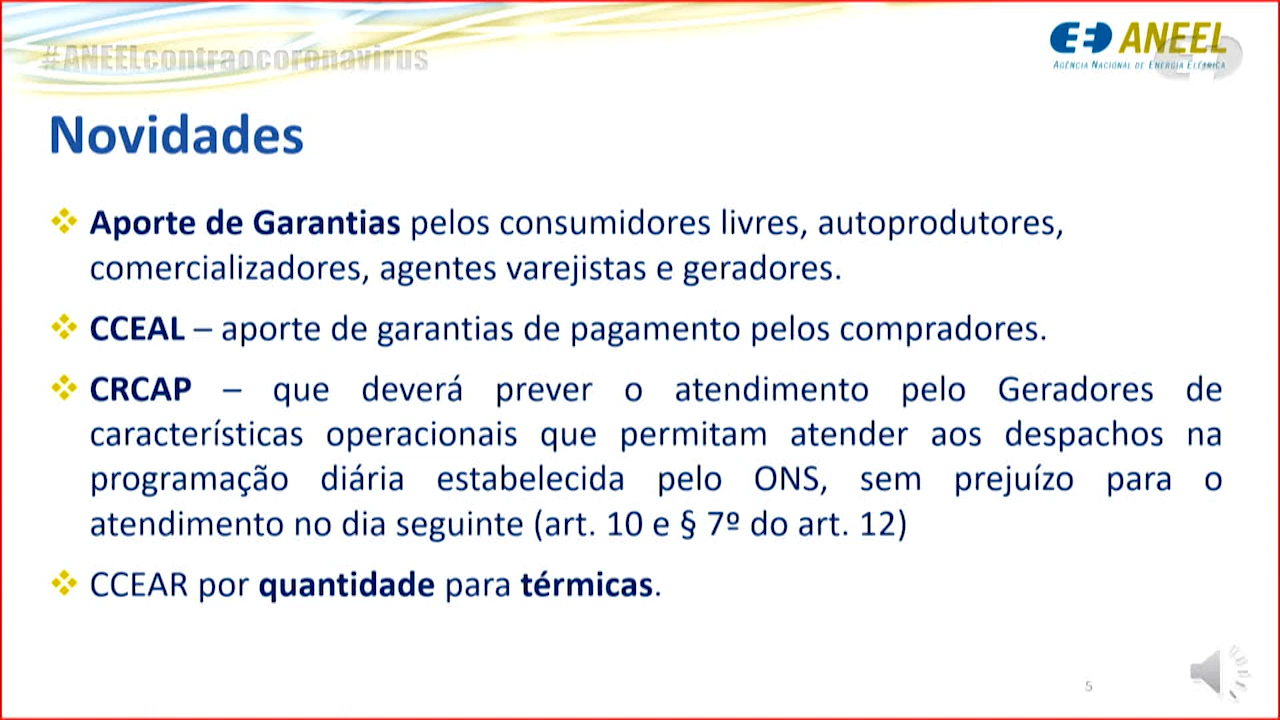 #ANEELcontraocoronavirus
ANEEL
AGÊNCIA NACIONAL DE ENERGIA ELÉTRICA
Novidades
Aporte de Garantias pelos consumidores livres, autoprodutores,
comercializadores, agentes varejistas e geradores.
CCEAL – aporte de garantias de pagamento pelos compradores.
CRCAP – que deverá prever o atendimento pelo Geradores de
características operacionais que permitam atender aos despachos na
programação diária estabelecida pelo ONS, sem prejuízo para o
atendimento no dia seguinte (art. 10 e § 7º do art. 12)
CCEAR por quantidade para térmicas.
5